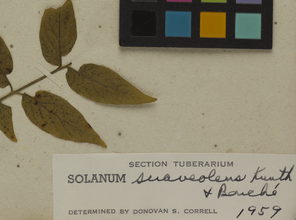 SECTION TUBERARIUM
SOLANUM suaveolens Kunth
& Bouché
DETERMINED BY DONOVAN S. CORRELL 1959